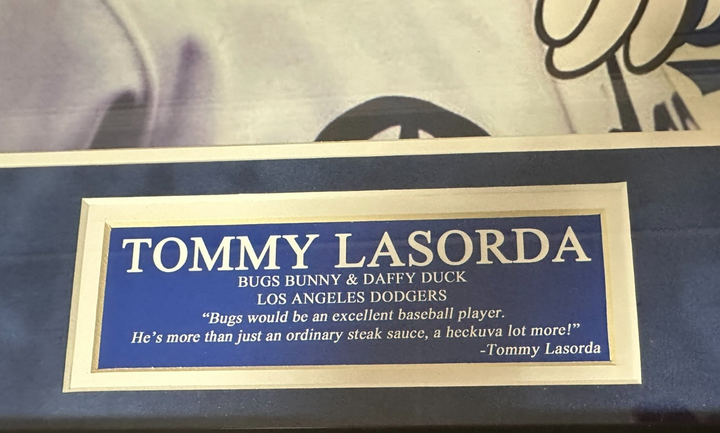 TOMMY LASORDA
BUGS BUNNY & DAFFY DUCK
LOS ANGELES DODGERS
“Bugs would be an excellent baseball player.
He’s more than just an ordinary steak sauce, a heckuva lot more!”
-Tommy Lasorda